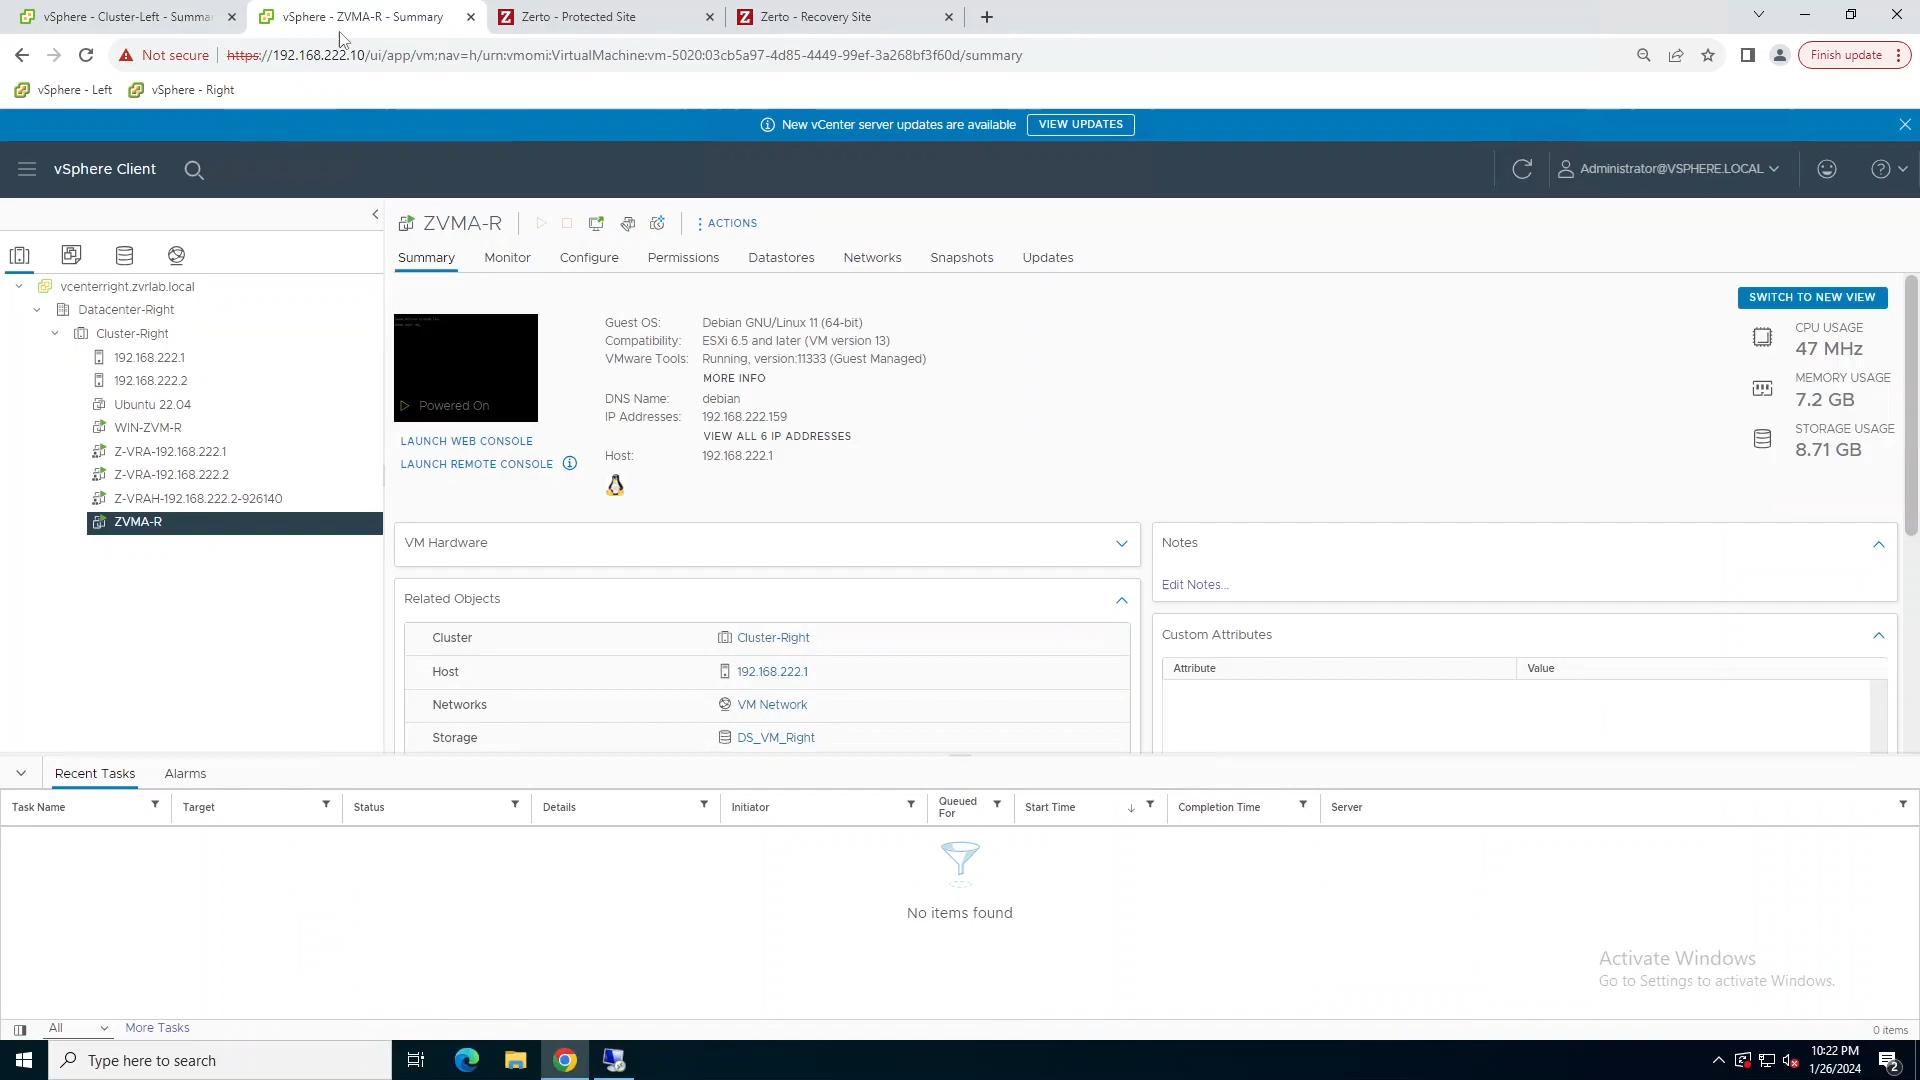 vSphere - Cluster-Left - Summa
vSphere - ZVMA-R - Summary
Zerto - Protected Site
Zerto - Recovery Site
Not secure
https://192.168.222.10/ui/app/vm;nav=h/urn:vmomi:VirtualMachine:vm-5020:03cb5a97-4d85-4449-99ef-3a268bf3f60d/summary
Finish update
vSphere - Left
vSphere - Right
New vCenter server updates are available
VIEW UPDATES
vSphere Client
Administrator@VSPHERE.LOCAL
vcenterright.zvrlab.local
Datacenter-Right
Cluster-Right
192.168.222.1
192.168.222.2
Ubuntu 22.04
WIN-ZVM-R
Z-VRA-192.168.222.1
Z-VRA-192.168.222.2
Z-VRAH-192.168.222.2-926140
ZVMA-R
ZVMA-R
ACTIONS
Summary Monitor Configure Permissions Datastores Networks Snapshots Updates
Powered On
LAUNCH WEB CONSOLE
LAUNCH REMOTE CONSOLE
Guest OS: Debian GNU/Linux 11 (64-bit)
Compatibility: ESXi 6.5 and later (VM version 13)
VMware Tools: Running, version:11333 (Guest Managed)
MORE INFO
DNS Name: debian
IP Addresses: 192.168.222.159
VIEW ALL 6 IP ADDRESSES
Host: 192.168.222.1
SWITCH TO NEW VIEW
CPU USAGE
47 MHz
MEMORY USAGE
7.2 GB
STORAGE USAGE
8.71 GB
VM Hardware
Related Objects
Cluster Cluster-Right
Host 192.168.222.1
Networks VM Network
Storage DS_VM_Right
Notes
Edit Notes...
Custom Attributes
Attribute Value
Recent Tasks Alarms
Task Name Target Status Details Initiator Queued For Start Time Completion Time Server
No items found
Activate Windows
Go to Settings to activate Windows.
All More Tasks
0 items
Type here to search
10:22 PM
1/26/2024
2